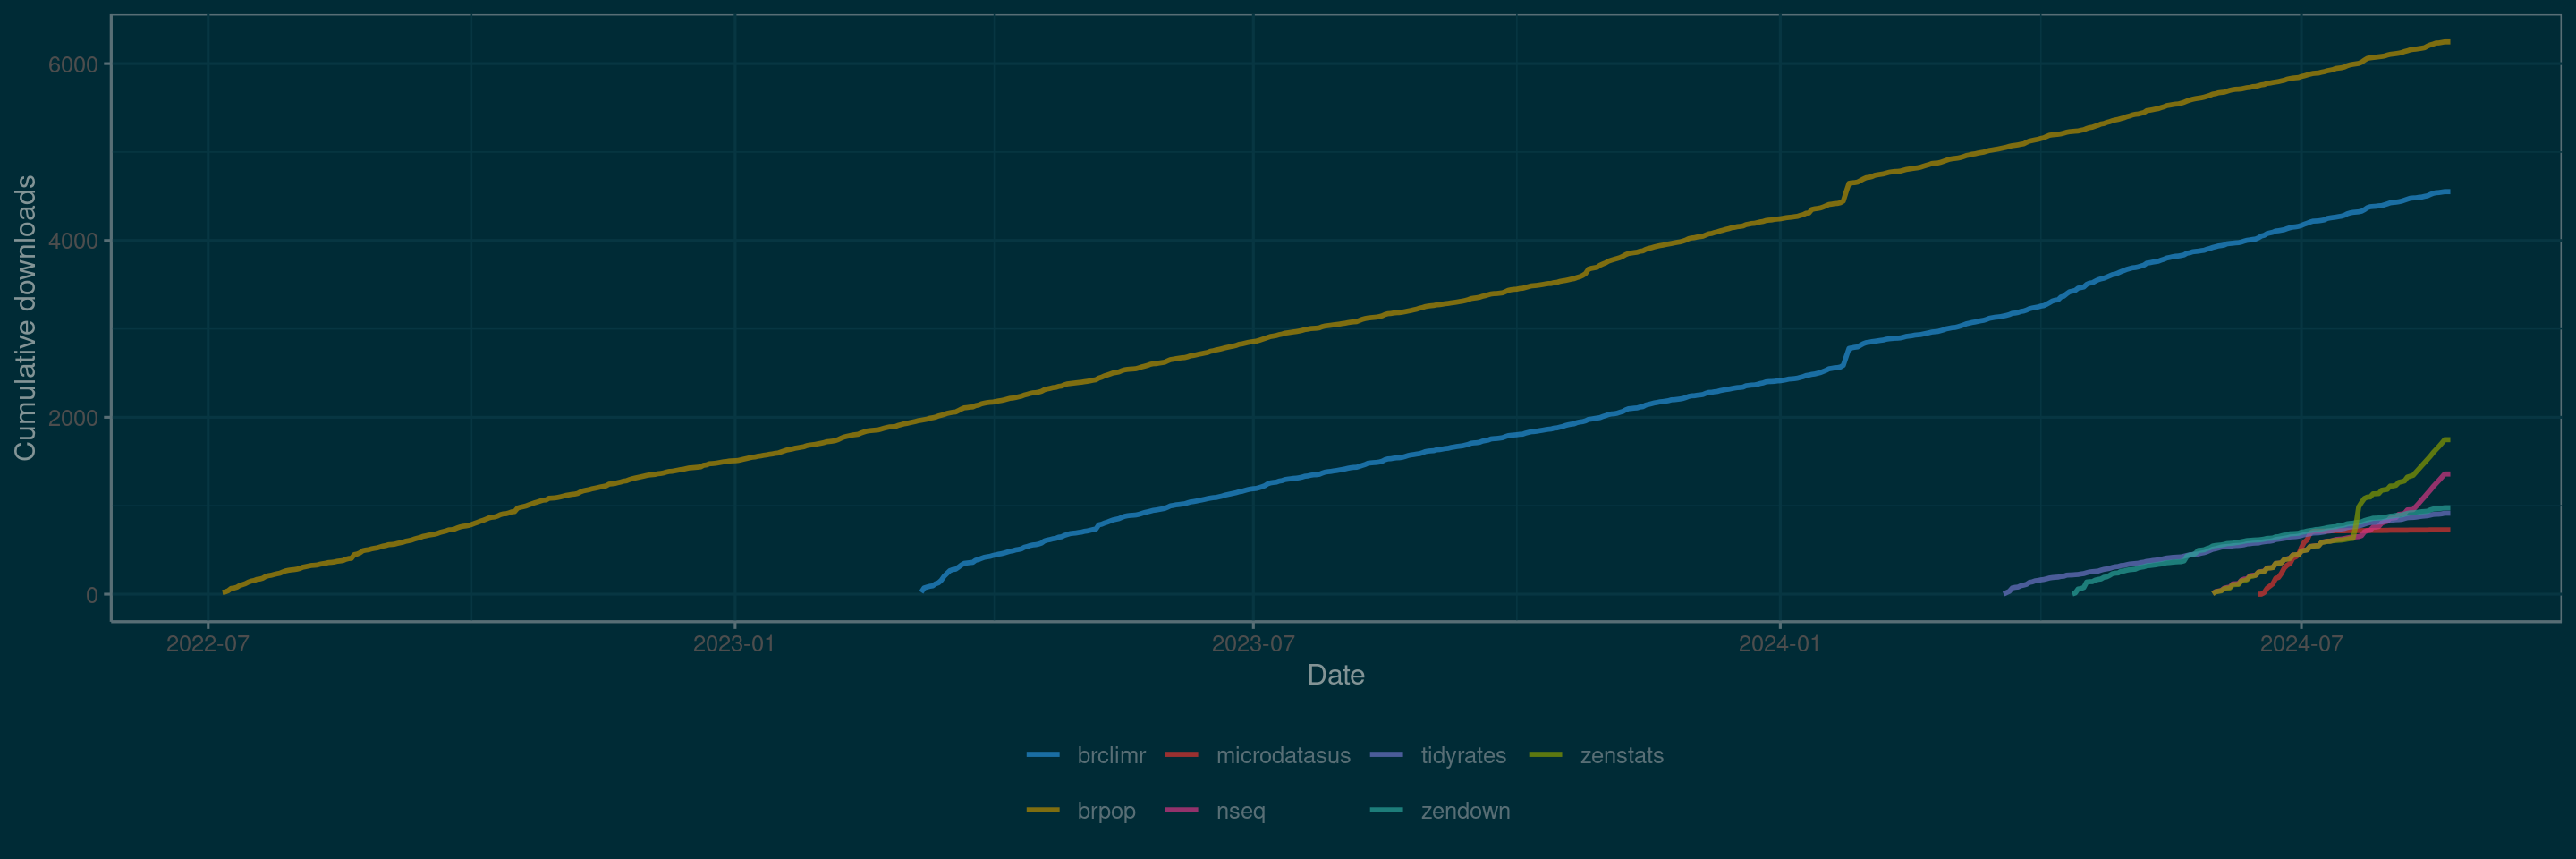 Cumulative downloads
6000
4000
2000
0
2022-07 2023-01 2023-07 2024-01 2024-07
Date
brclimr microdatasus tidyrates zenstats
brpop nseq zendown